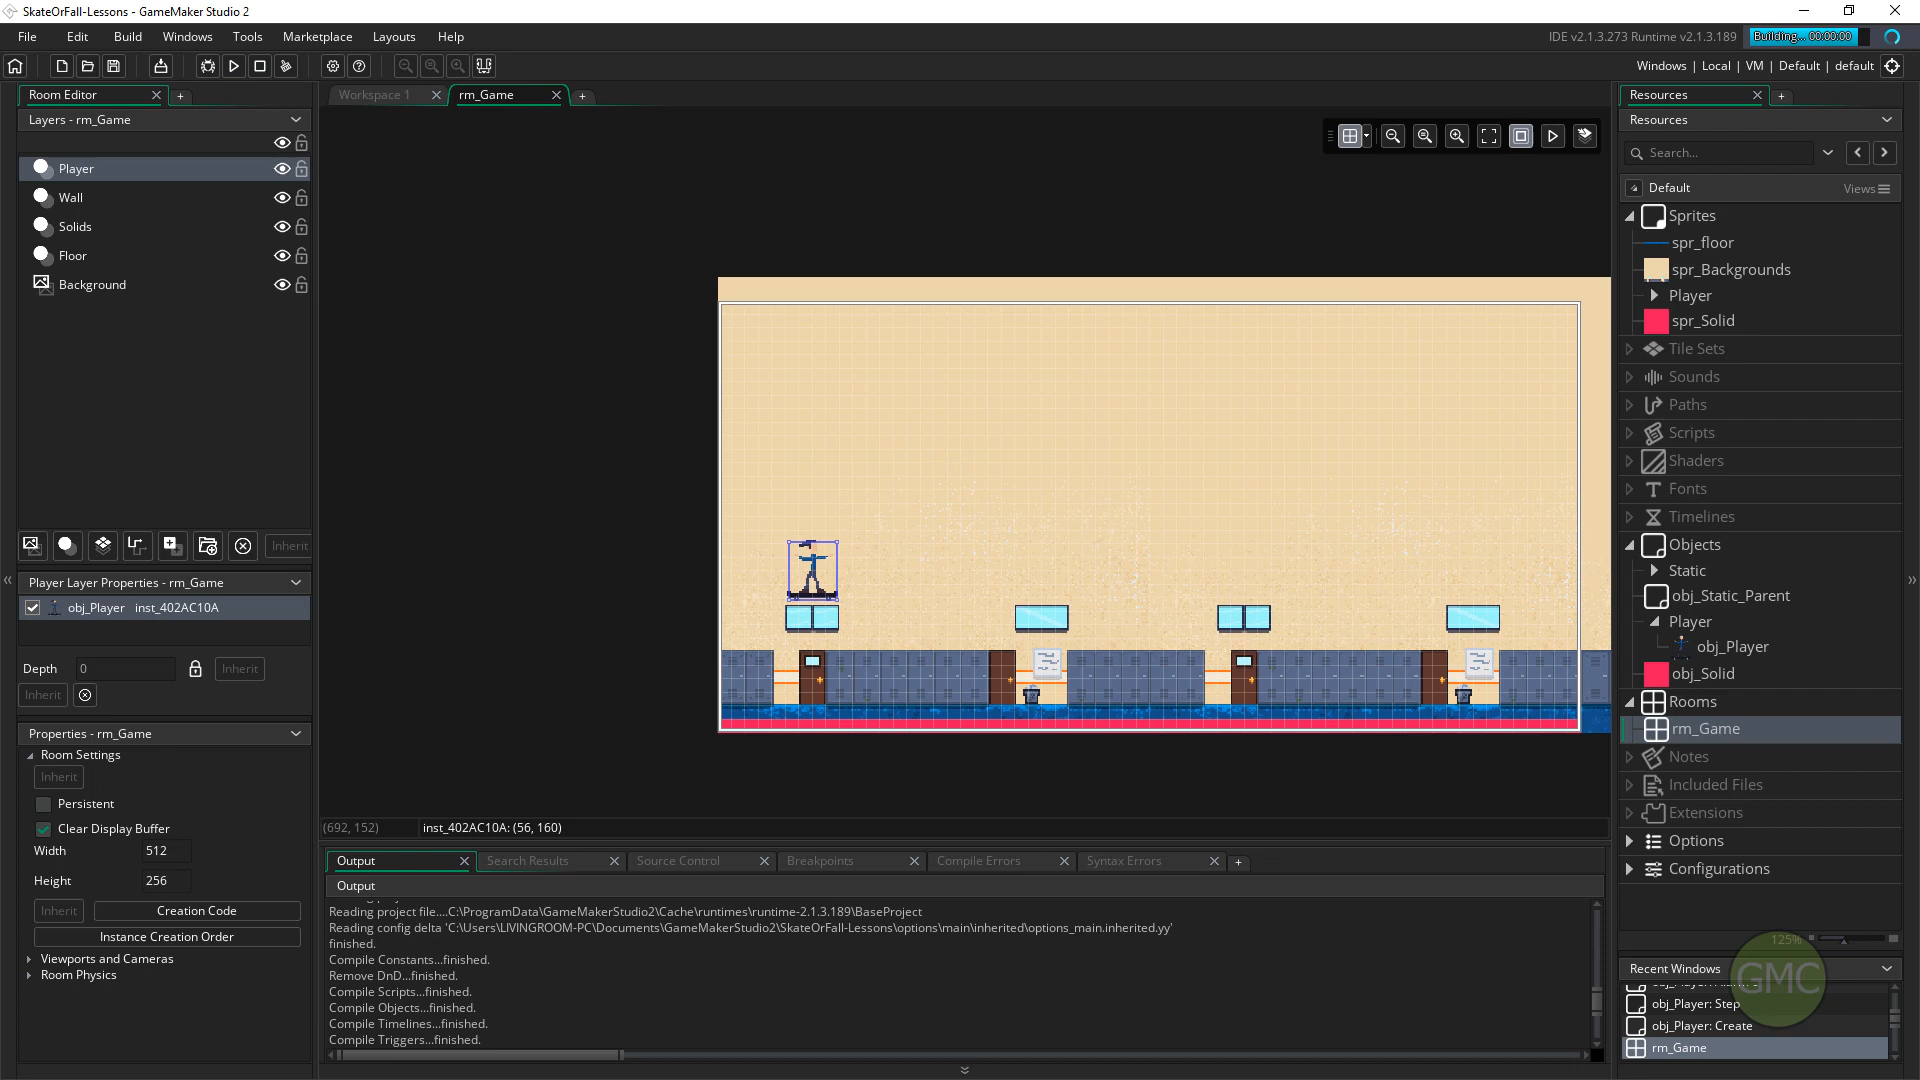 SkateOrFall-Lessons - GameMaker Studio 2
File Edit Build Windows Tools Marketplace Layouts Help
IDE v2.1.3.273 Runtime v2.1.3.189 Building... 00:00:00
Windows | Local | VM | Default | default
Room Editor
Workspace 1
rm_Game
Resources
Layers - rm_Game
Resources
Player
Wall
Solids
Floor
Background
Search...
Default
Views
Sprites
spr_floor
spr_Backgrounds
Player
spr_Solid
Tile Sets
Sounds
Paths
Scripts
Shaders
Fonts
Timelines
Objects
Static
obj_Static_Parent
Player
obj_Player
obj_Solid
Rooms
rm_Game
Notes
Included Files
Extensions
Options
Configurations
125%
Inherit
Player Layer Properties - rm_Game
obj_Player inst_402AC10A
Depth 0 Inherit
Inherit
Properties - rm_Game
Room Settings
Inherit
Persistent
Clear Display Buffer
Width 512
Height 256
Inherit Creation Code
Instance Creation Order
Viewports and Cameras
Room Physics
(692, 152) inst_402AC10A: (56, 160)
Output Search Results Source Control Breakpoints Compile Errors Syntax Errors
Output
Reading project file....C:\ProgramData\GameMakerStudio2\Cache\runtimes\runtime-2.1.3.189\BaseProject
Reading config delta 'C:\Users\LIVINGROOM-PC\Documents\GameMakerStudio2\SkateOrFall-Lessons\options\main\inherited\options_main.inherited.yy'
finished.
Compile Constants...finished.
Remove DnD...finished.
Compile Scripts...finished.
Compile Objects...finished.
Compile Timelines...finished.
Compile Triggers...finished.
Recent Windows
obj_Player: Step
obj_Player: Create
rm_Game
GMC